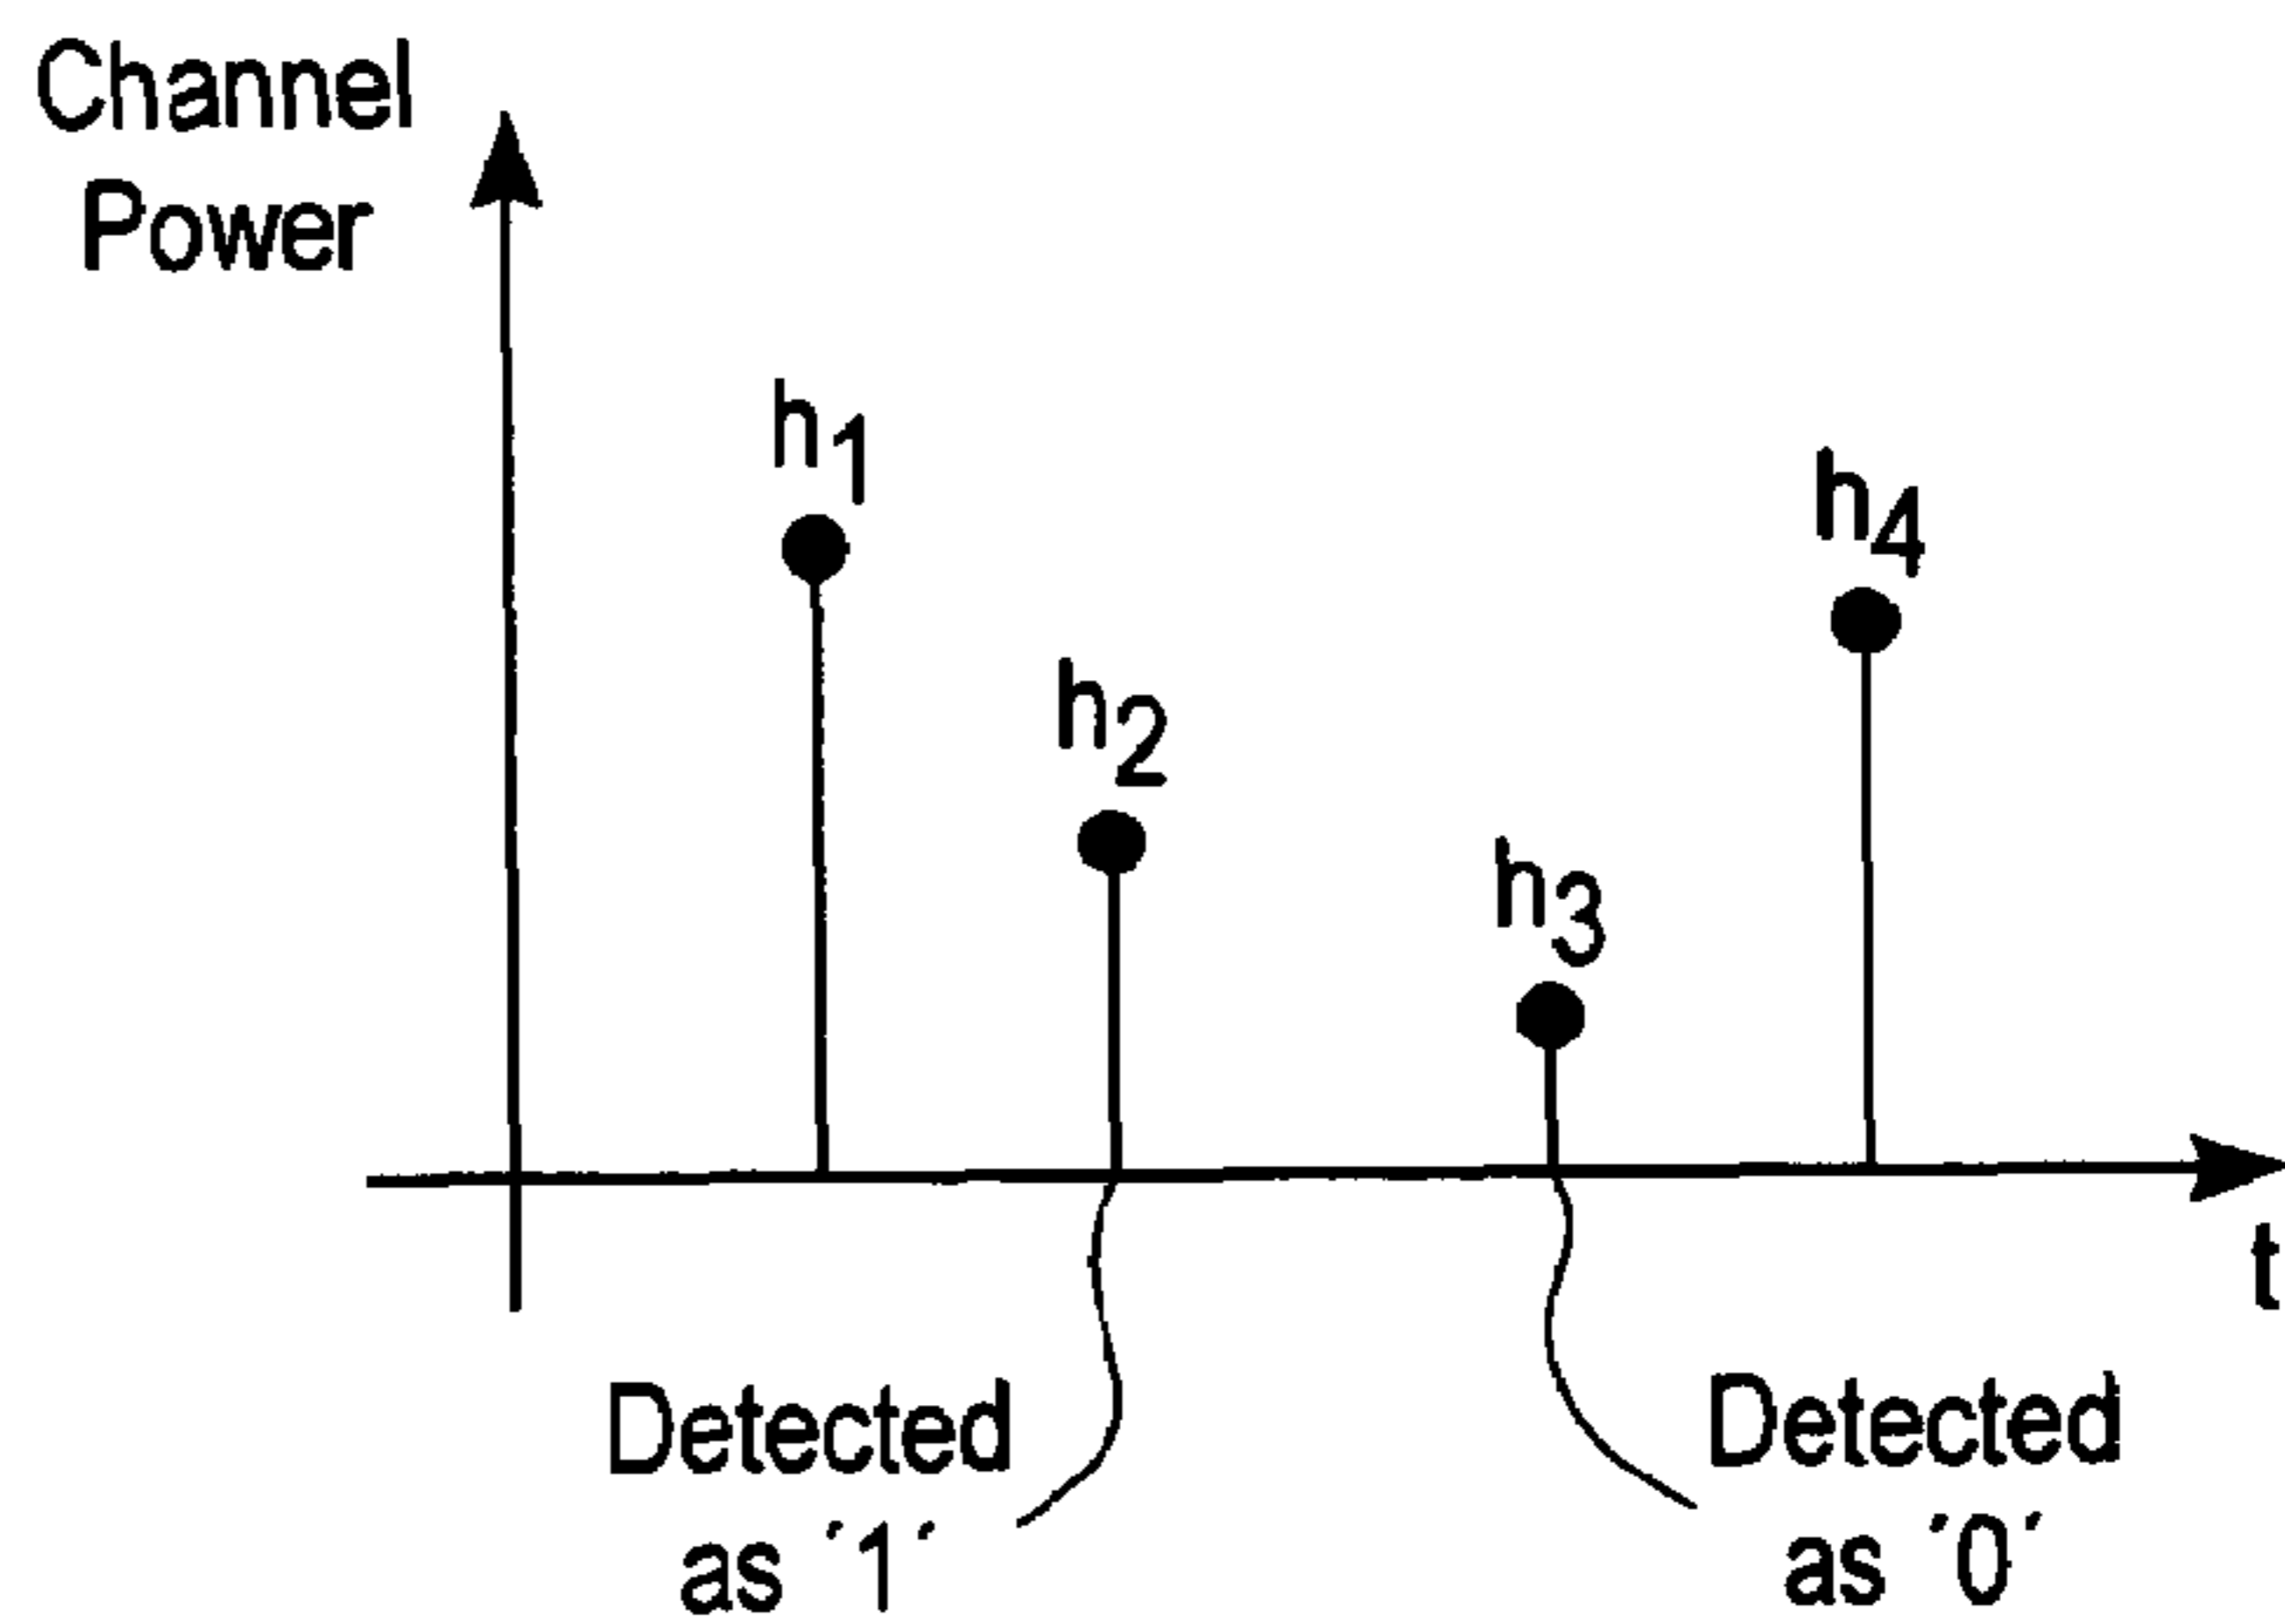 Channel
Power
h1
h2
h3
h4
t
Detected
as ´1´
Detected
as ´0´